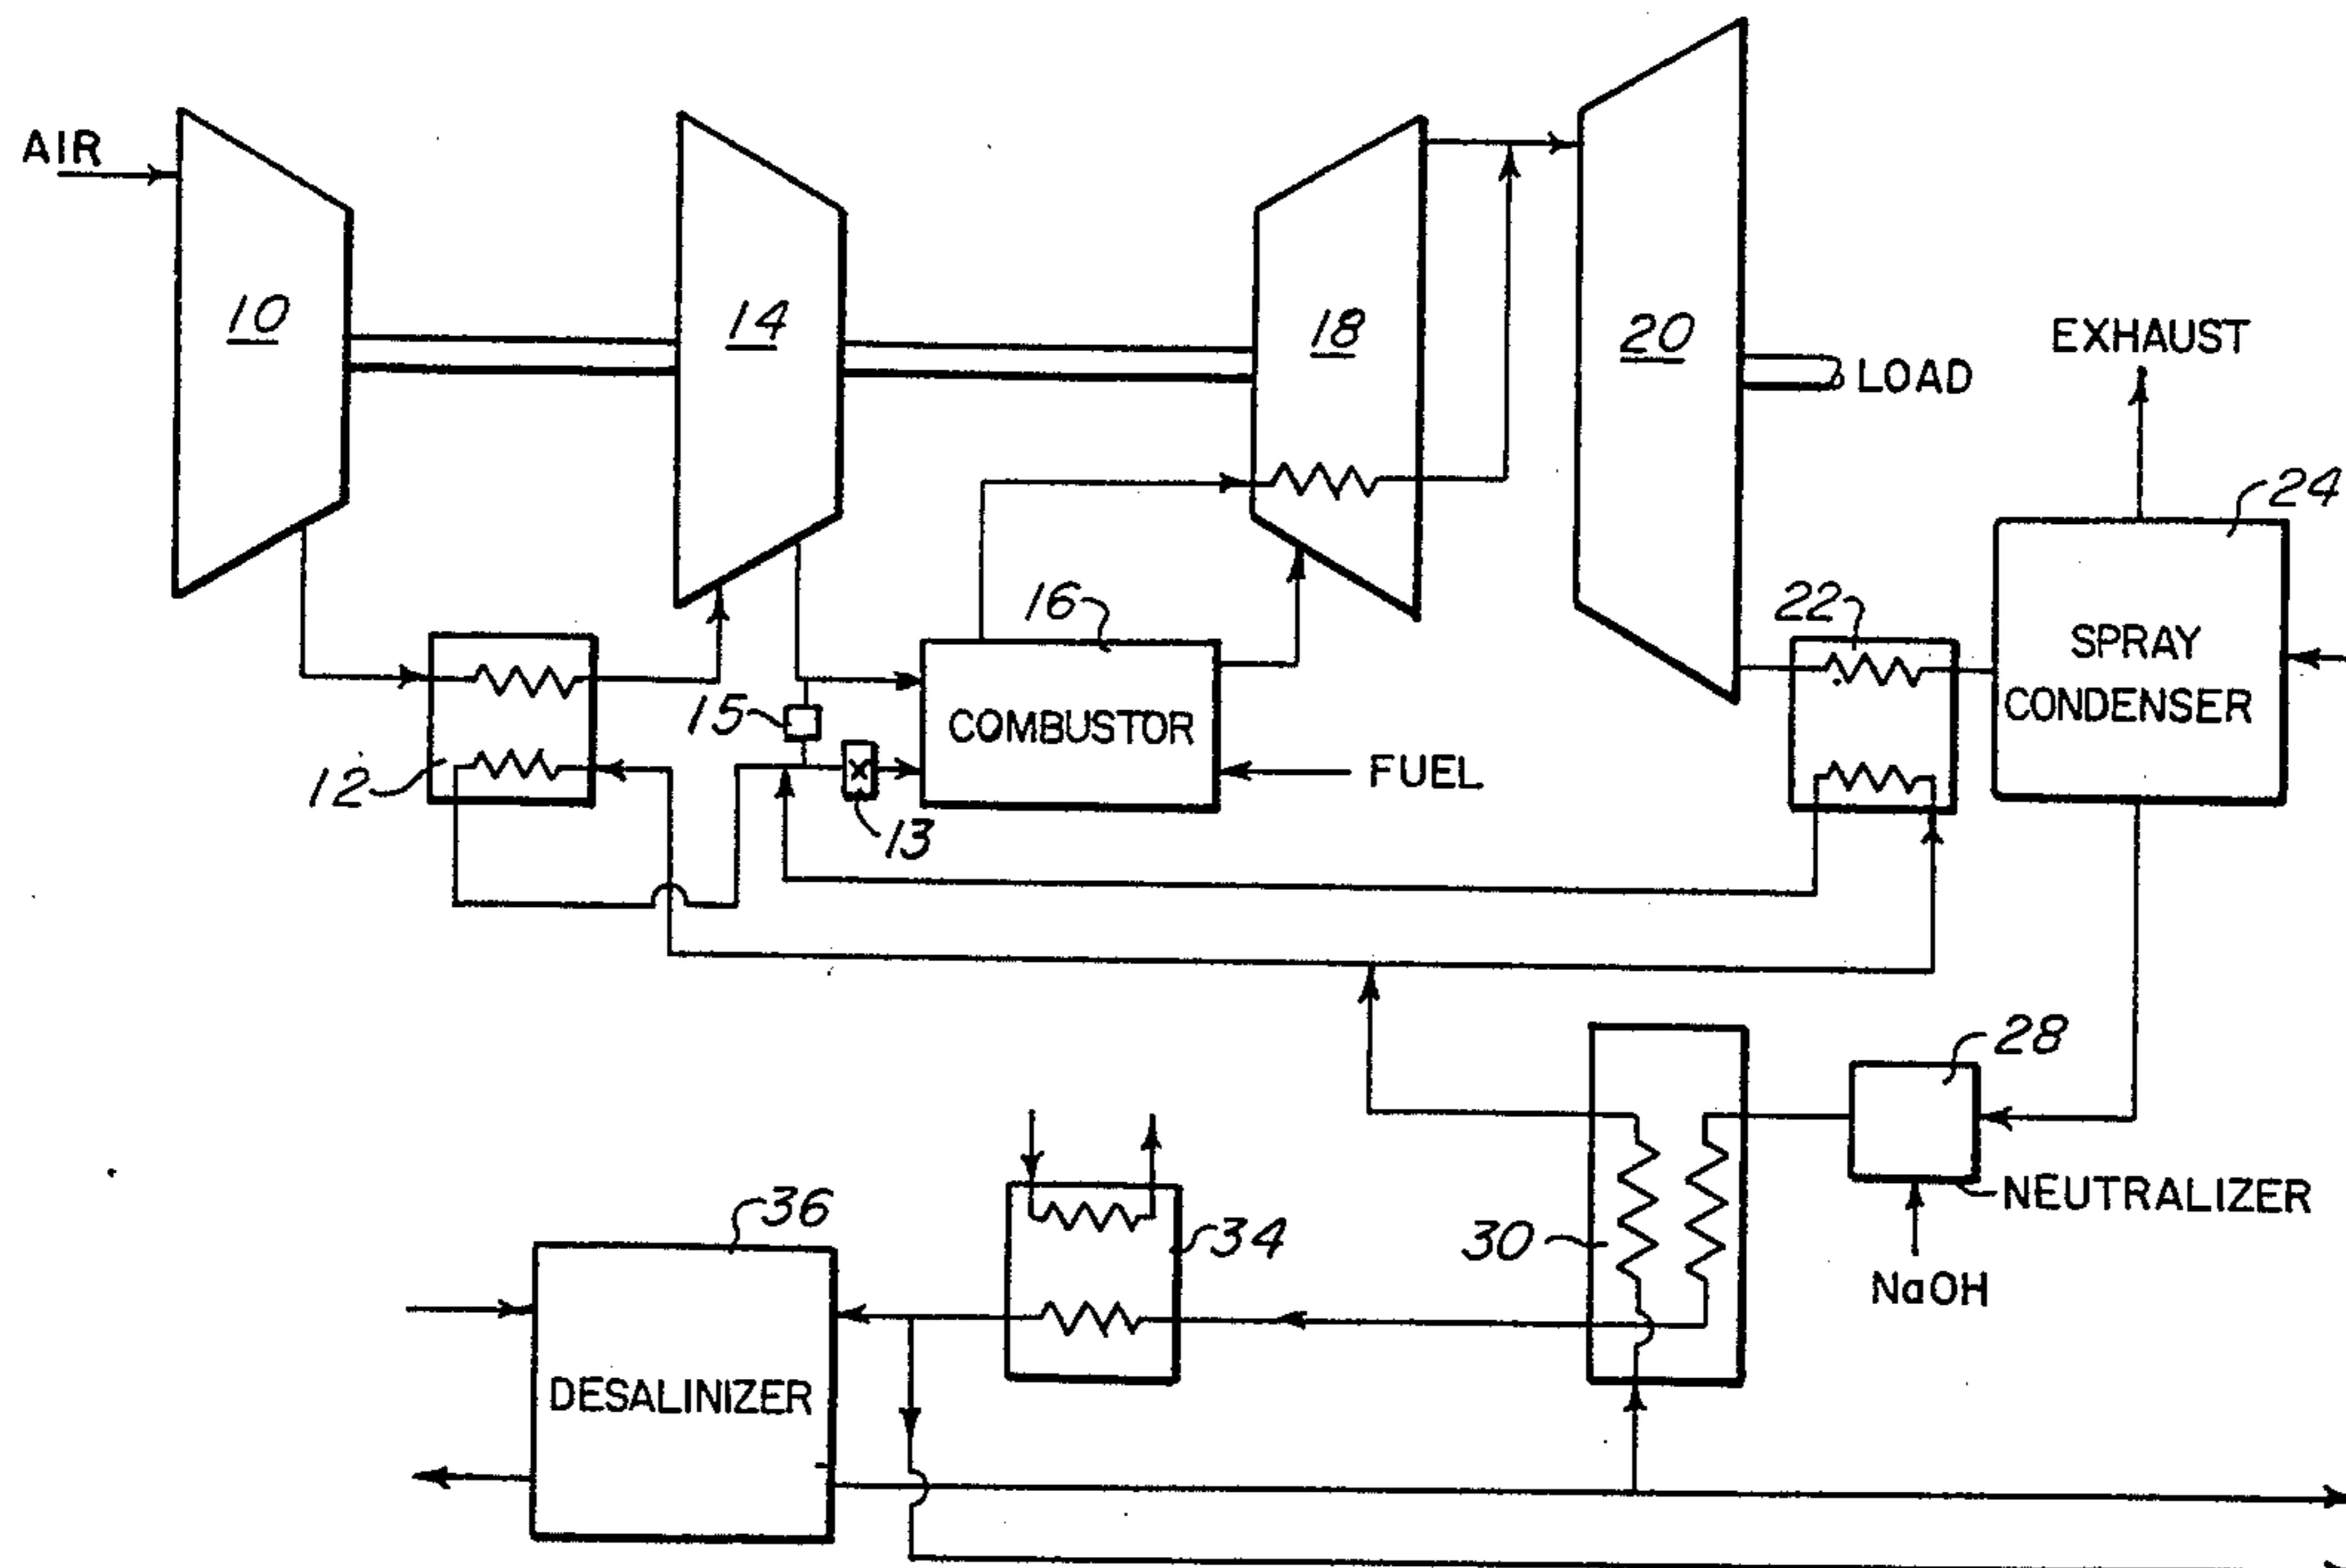 AIR
10
14
18
20
LOAD
EXHAUST
24
SPRAY
CONDENSER
22
16
COMBUSTOR
15
13
12
FUEL
28
NEUTRALIZER
NaOH
30
34
36
DESALINIZER